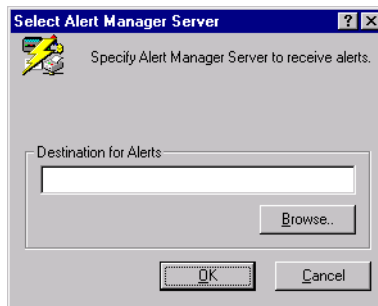 Select Alert Manager Server
Specify Alert Manager Server to receive alerts.
Destination for Alerts
Browse..
OK
Cancel